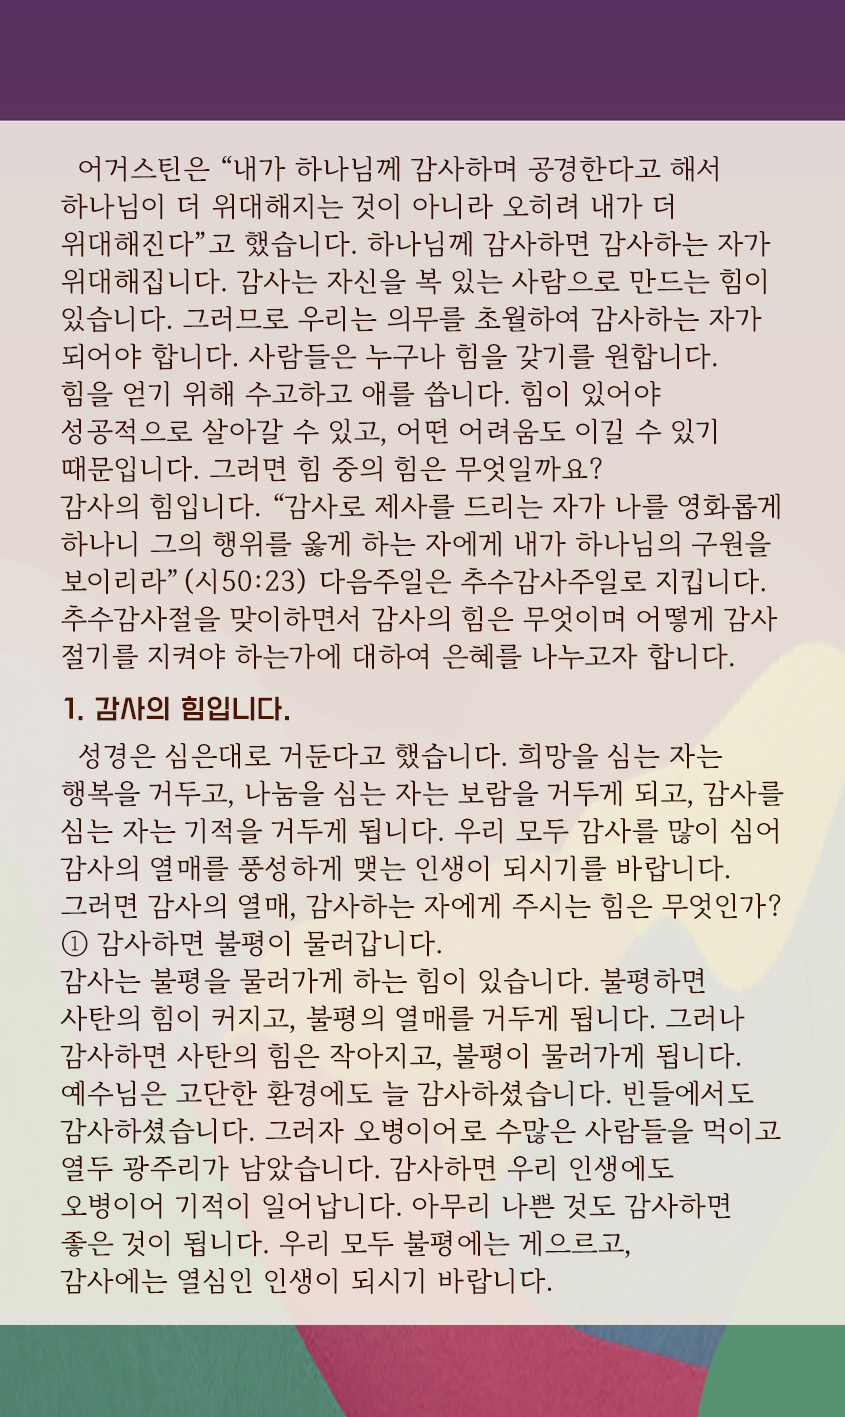 어거스틴은 “내가 하나님께 감사하며 공경한다고 해서
하나님이 더 위대해지는 것이 아니라 오히려 내가 더
위대해진다”고 했습니다. 하나님께 감사하면 감사하는 자가
위대해집니다. 감사는 자신을 복 있는 사람으로 만드는 힘이
있습니다. 그러므로 우리는 의무를 초월하여 감사하는 자가
되어야 합니다. 사람들은 누구나 힘을 갖기를 원합니다.
힘을 얻기 위해 수고하고 애를 씁니다. 힘이 있어야
성공적으로 살아갈 수 있고, 어떤 어려움도 이길 수 있기
때문입니다. 그러면 힘 중의 힘은 무엇일까요?
감사의 힘입니다. “감사로 제사를 드리는 자가 나를 영화롭게
하나니 그의 행위를 옳게 하는 자에게 내가 하나님의 구원을
보이리라”(시50:23) 다음주일은 추수감사주일로 지킵니다.
추수감사절을 맞이하면서 감사의 힘은 무엇이며 어떻게 감사
절기를 지켜야 하는가에 대하여 은혜를 나누고자 합니다.
1. 감사의 힘입니다.
성경은 심은대로 거둔다고 했습니다. 희망을 심는 자는
행복을 거두고, 나눔을 심는 자는 보람을 거두게 되고, 감사를
심는 자는 기적을 거두게 됩니다. 우리 모두 감사를 많이 심어
감사의 열매를 풍성하게 맺는 인생이 되시기를 바랍니다.
그러면 감사의 열매, 감사하는 자에게 주시는 힘은 무엇인가?
① 감사하면 불평이 물러갑니다.
감사는 불평을 물러가게 하는 힘이 있습니다. 불평하면
사탄의 힘이 커지고, 불평의 열매를 거두게 됩니다. 그러나
감사하면 사탄의 힘은 작아지고, 불평이 물러가게 됩니다.
예수님은 고단한 환경에도 늘 감사하셨습니다. 빈들에서도
감사하셨습니다. 그러자 오병이어로 수많은 사람들을 먹이고
열두 광주리가 남았습니다. 감사하면 우리 인생에도
오병이어 기적이 일어납니다. 아무리 나쁜 것도 감사하면
좋은 것이 됩니다. 우리 모두 불평에는 게으르고,
감사에는 열심인 인생이 되시기 바랍니다.